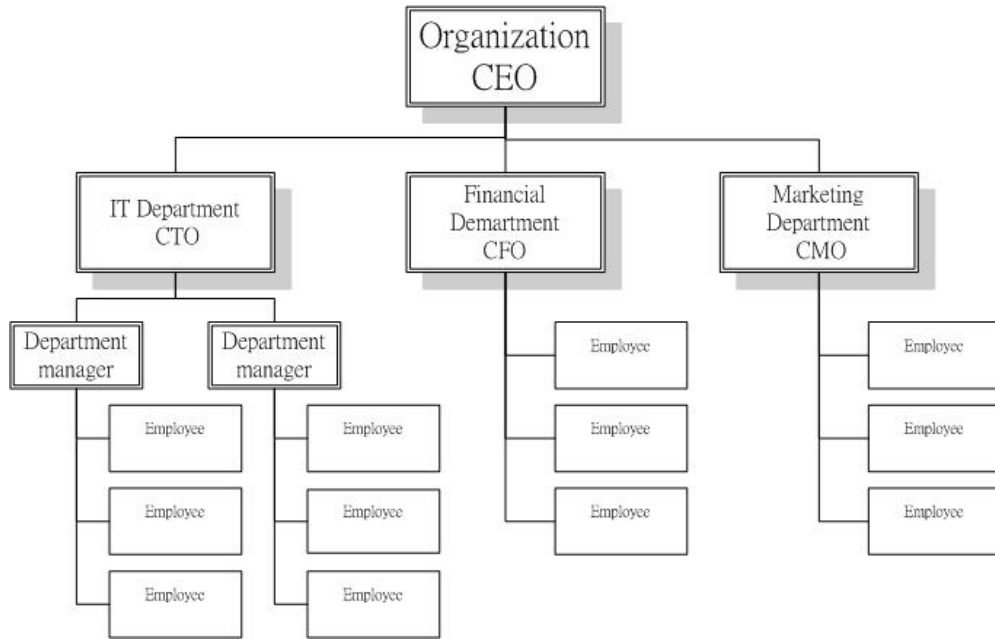 Organization
CEO
IT Department
CTO
Financial
Demartment
CFO
Marketing
Department
CMO
Department
manager
Department
manager
Employee
Employee
Employee
Employee
Employee
Employee
Employee
Employee
Employee
Employee
Employee
Employee